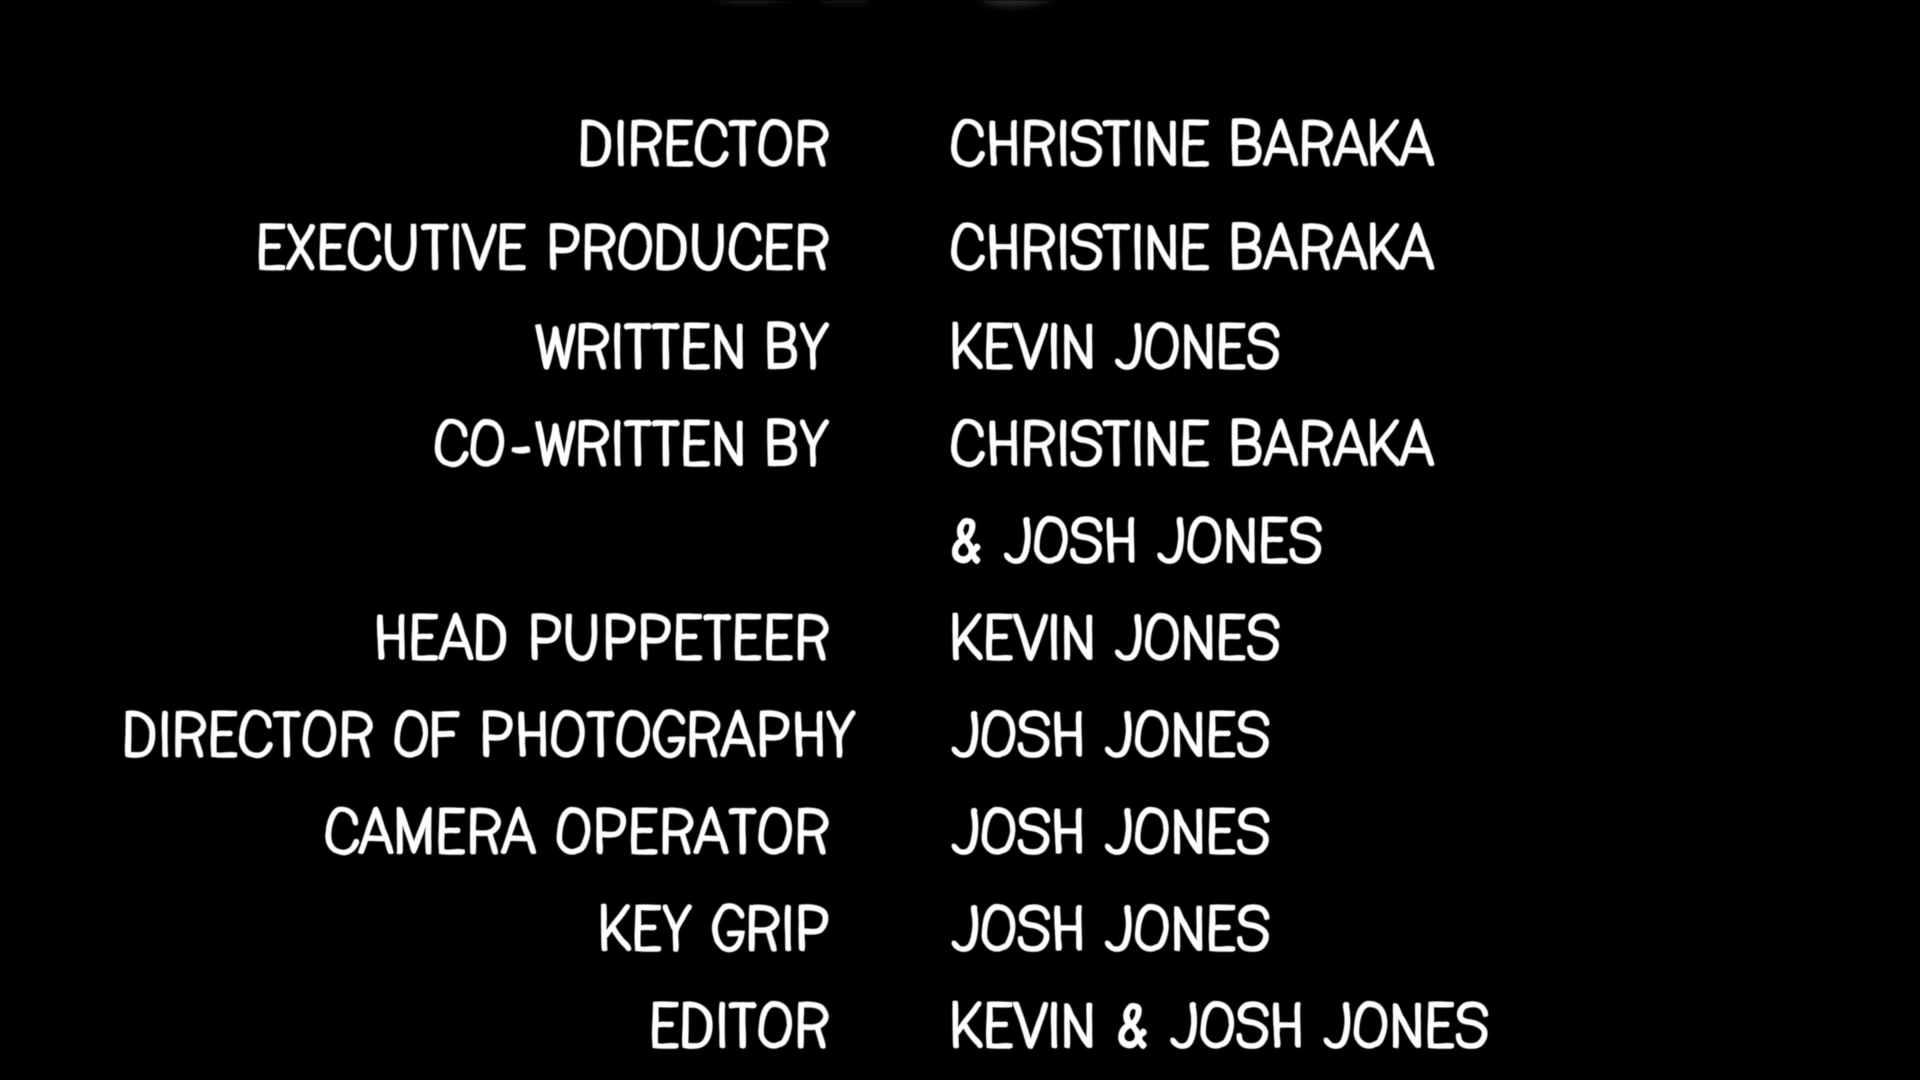 DIRECTOR CHRISTINE BARAKA
EXECUTIVE PRODUCER CHRISTINE BARAKA
WRITTEN BY KEVIN JONES
CO-WRITTEN BY CHRISTINE BARAKA
& JOSH JONES
HEAD PUPPETEER KEVIN JONES
DIRECTOR OF PHOTOGRAPHY JOSH JONES
CAMERA OPERATOR JOSH JONES
KEY GRIP JOSH JONES
EDITOR KEVIN & JOSH JONES